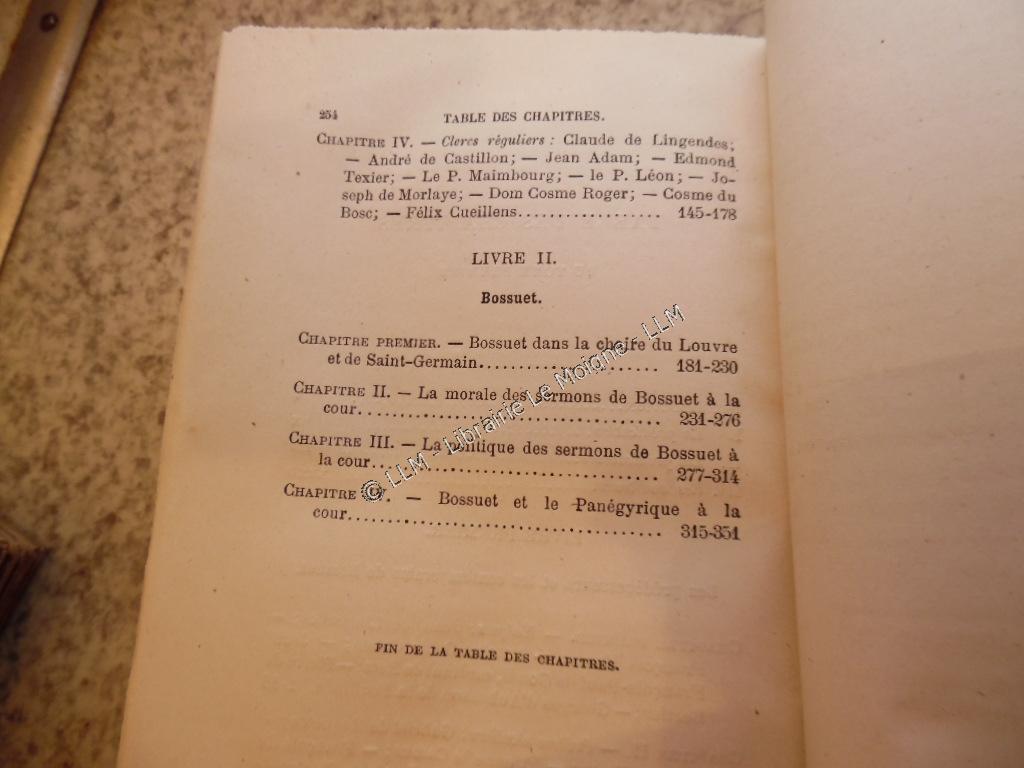 254 TABLE DES CHAPITRES.
CHAPITRE IV. — Clercs réguliers : Claude de Lingendes;
— André de Castillon; — Jean Adam; — Edmond
Texier; — Le P. Maimbourg; — le P. Léon; — Jo-
seph de Morlaye; — Dom Cosme Roger; — Cosme du
Bosc; — Félix Cueillens.................. 145-178
LIVRE II.
Bossuet.
CHAPITRE PREMIER. — Bossuet dans la chaire du Louvre
et de Saint-Germain....................... 181-230
CHAPITRE II. — La morale des sermons de Bossuet à la
cour...................................... 231-276
CHAPITRE III. — La politique des sermons de Bossuet à
la cour................................... 277-314
CHAPITRE IV. — Bossuet et le Panégyrique à la
cour...................................... 315-351
FIN DE LA TABLE DES CHAPITRES.
© LLM - Librairie Le Moigne - LLM